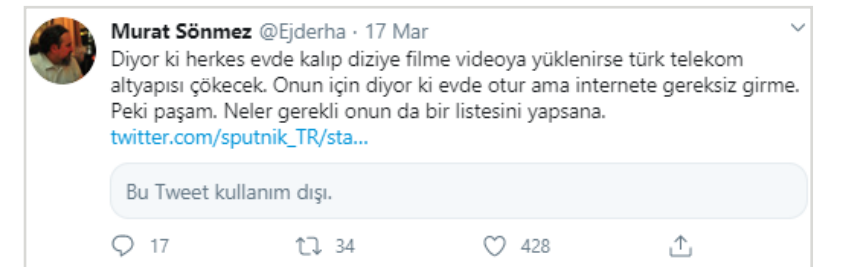 Murat Sönmez @Ejderha · 17 Mar
Diyor ki herkes evde kalıp diziye filme videoya yüklenirse türk telekom
altyapısı çökecek. Onun için diyor ki evde otur ama internete gereksiz girme.
Peki paşam. Neler gerekli onun da bir listesini yapsana.
twitter.com/sputnik_TR/sta...
Bu Tweet kullanım dışı.
17 34 428